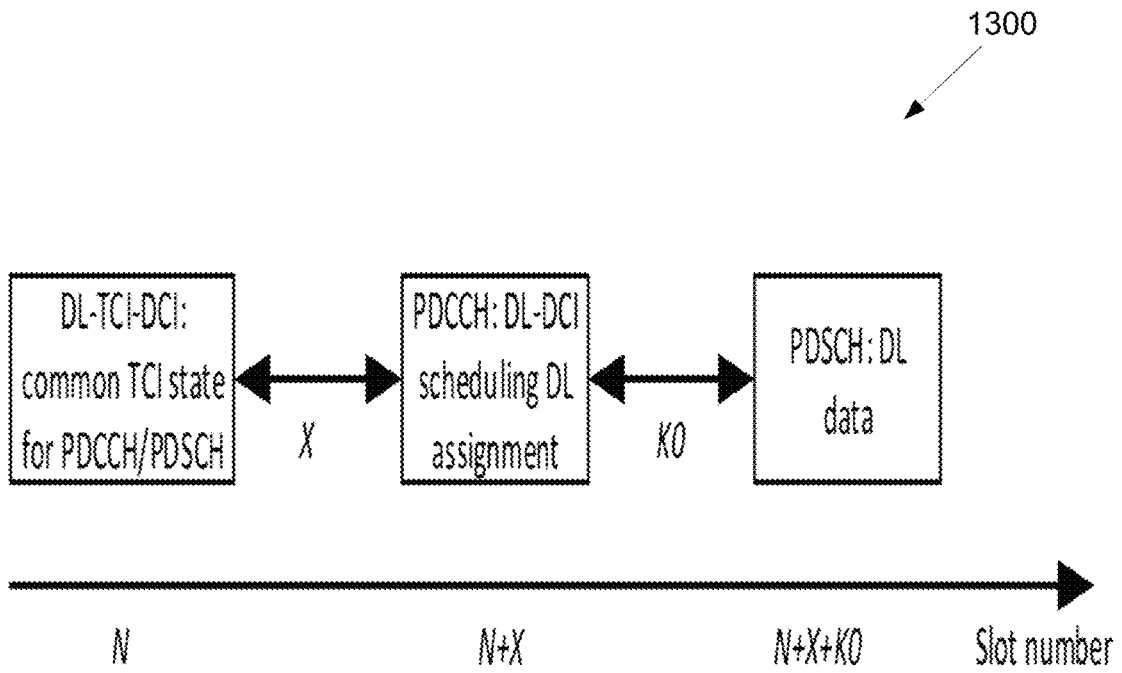 1300
DL-TCI-DCI:
common TCI state
for PDCCH/PDSCH
X
PDCCH: DL-DCI
scheduling DL
assignment
K0
PDSCH: DL
data
N
N+X
N+X+K0
Slot number